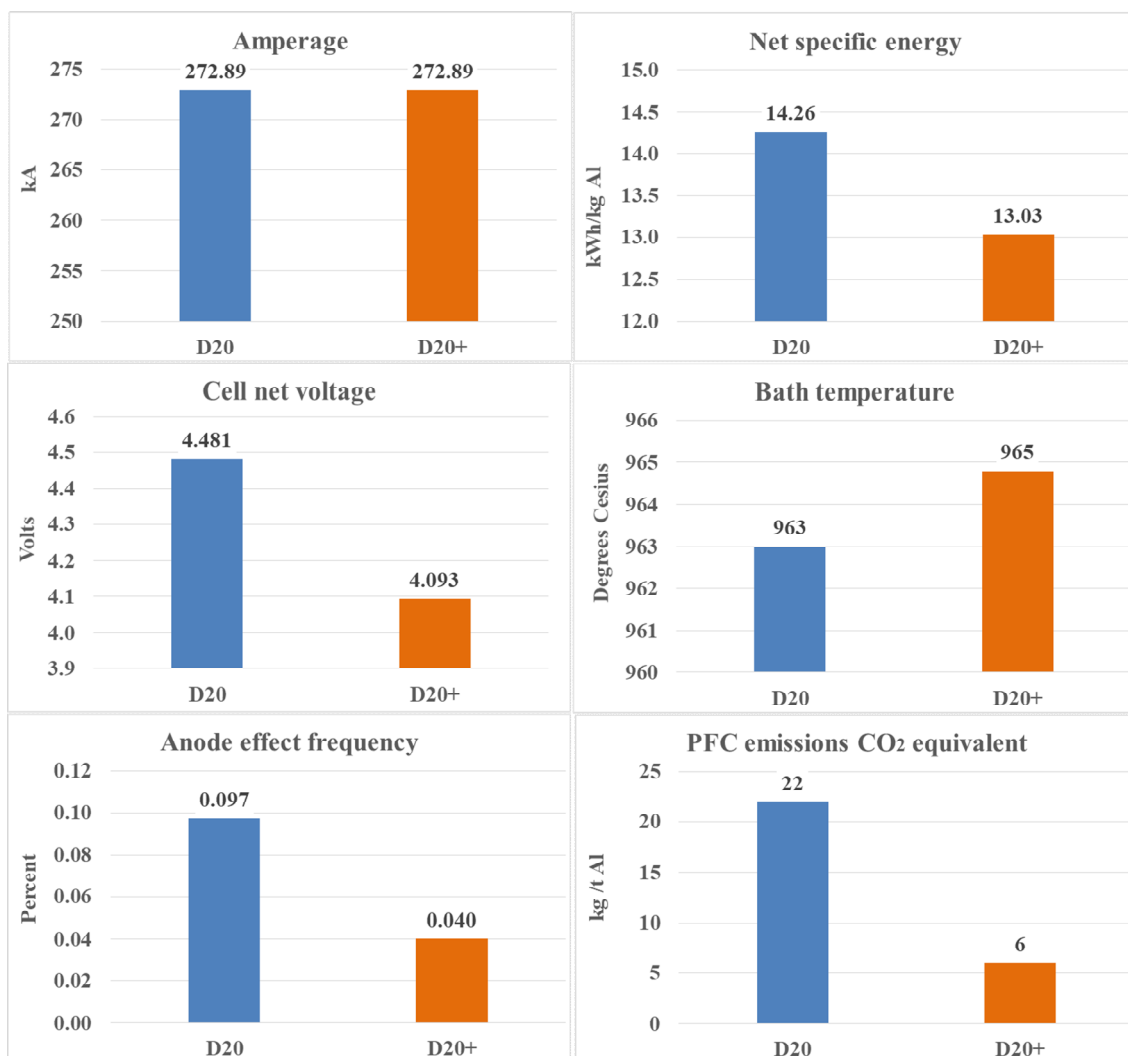 Amperage
275
270
265
260
255
250
kA
272.89
272.89
D20
D20+
Net specific energy
15.0
14.5
14.0
13.5
13.0
12.5
12.0
kWh/kg Al
14.26
13.03
D20
D20+
Cell net voltage
4.6
4.5
4.4
4.3
4.2
4.1
4.0
3.9
Volts
4.481
4.093
D20
D20+
Bath temperature
966
965
964
963
962
961
960
Degrees Cesius
963
965
D20
D20+
Anode effect frequency
0.12
0.10
0.08
0.06
0.04
0.02
0.00
Percent
0.097
0.040
D20
D20+
PFC emissions CO₂ equivalent
25
20
15
10
5
0
kg /t Al
22
6
D20
D20+